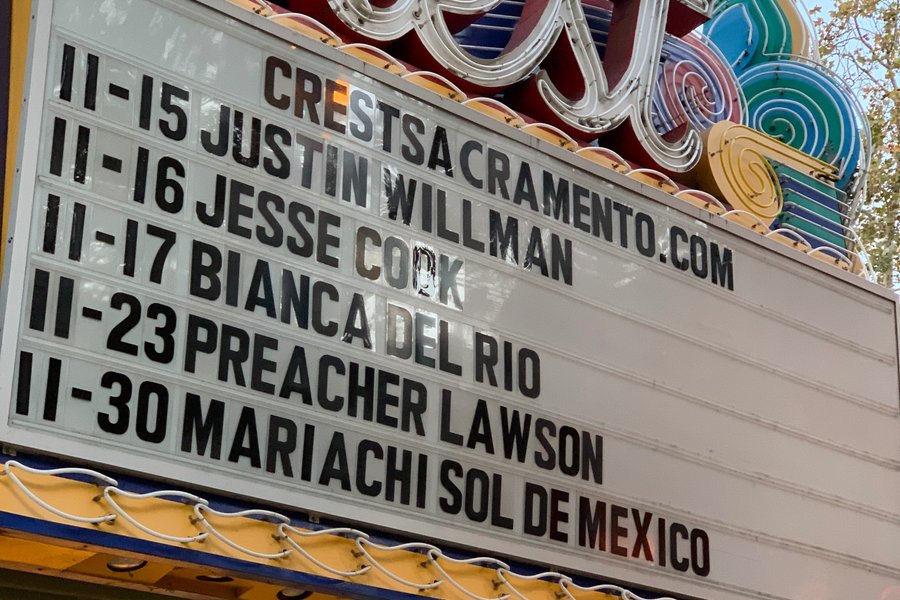 CRESTSACRAMENTO.COM
11-15 JUSTIN WILLMAN
11-16 JESSE COOK
11-17 BIANCA DEL RIO
11-23 PREACHER LAWSON
11-30 MARIACHI SOL DE MEXICO